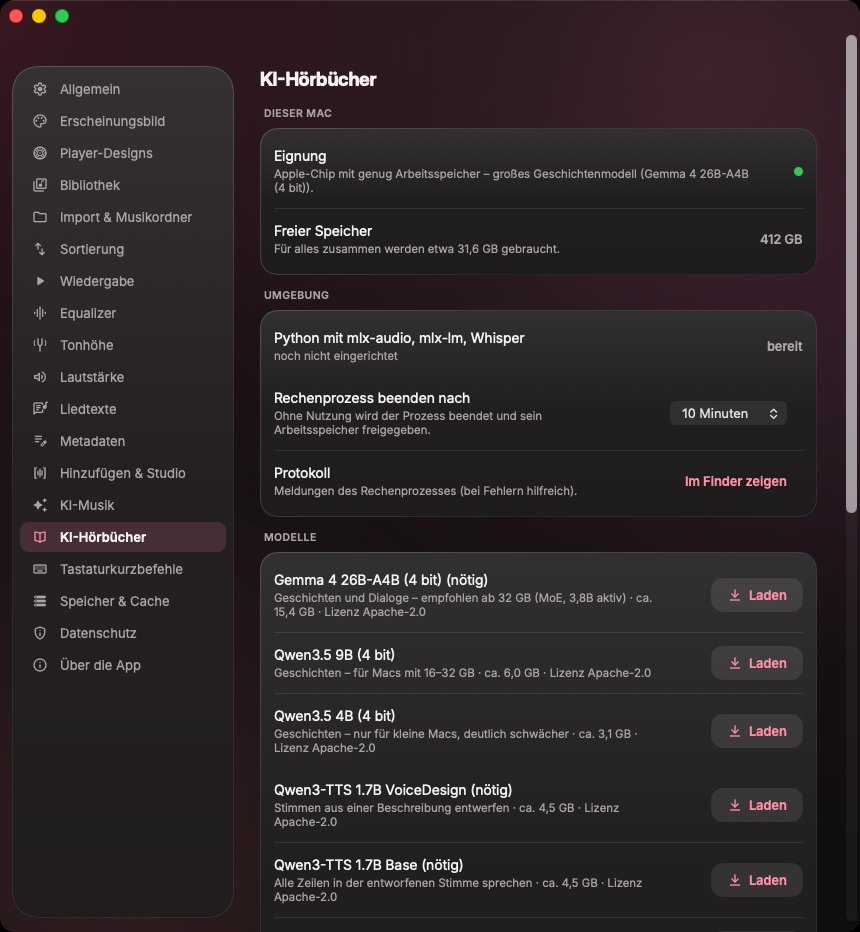 Allgemein
Erscheinungsbild
Player-Designs
Bibliothek
Import & Musikordner
Sortierung
Wiedergabe
Equalizer
Tonhöhe
Lautstärke
Liedtexte
Metadaten
Hinzufügen & Studio
KI-Musik
KI-Hörbücher
Tastaturkurzbefehle
Speicher & Cache
Datenschutz
Über die App
KI-Hörbücher
DIESER MAC
Eignung
Apple-Chip mit genug Arbeitsspeicher – großes Geschichtenmodell (Gemma 4 26B-A4B
(4 bit)).
Freier Speicher
Für alles zusammen werden etwa 31,6 GB gebraucht.
412 GB
UMGEBUNG
Python mit mlx-audio, mlx-lm, Whisper
noch nicht eingerichtet
bereit
Rechenprozess beenden nach
Ohne Nutzung wird der Prozess beendet und sein
Arbeitsspeicher freigegeben.
10 Minuten
Protokoll
Meldungen des Rechenprozesses (bei Fehlern hilfreich).
Im Finder zeigen
MODELLE
Gemma 4 26B-A4B (4 bit) (nötig)
Geschichten und Dialoge – empfohlen ab 32 GB (MoE, 3,8B aktiv) · ca.
15,4 GB · Lizenz Apache-2.0
Laden
Qwen3.5 9B (4 bit)
Geschichten – für Macs mit 16–32 GB · ca. 6,0 GB · Lizenz Apache-2.0
Laden
Qwen3.5 4B (4 bit)
Geschichten – nur für kleine Macs, deutlich schwächer · ca. 3,1 GB ·
Lizenz Apache-2.0
Laden
Qwen3-TTS 1.7B VoiceDesign (nötig)
Stimmen aus einer Beschreibung entwerfen · ca. 4,5 GB · Lizenz
Apache-2.0
Laden
Qwen3-TTS 1.7B Base (nötig)
Alle Zeilen in der entworfenen Stimme sprechen · ca. 4,5 GB · Lizenz
Apache-2.0
Laden